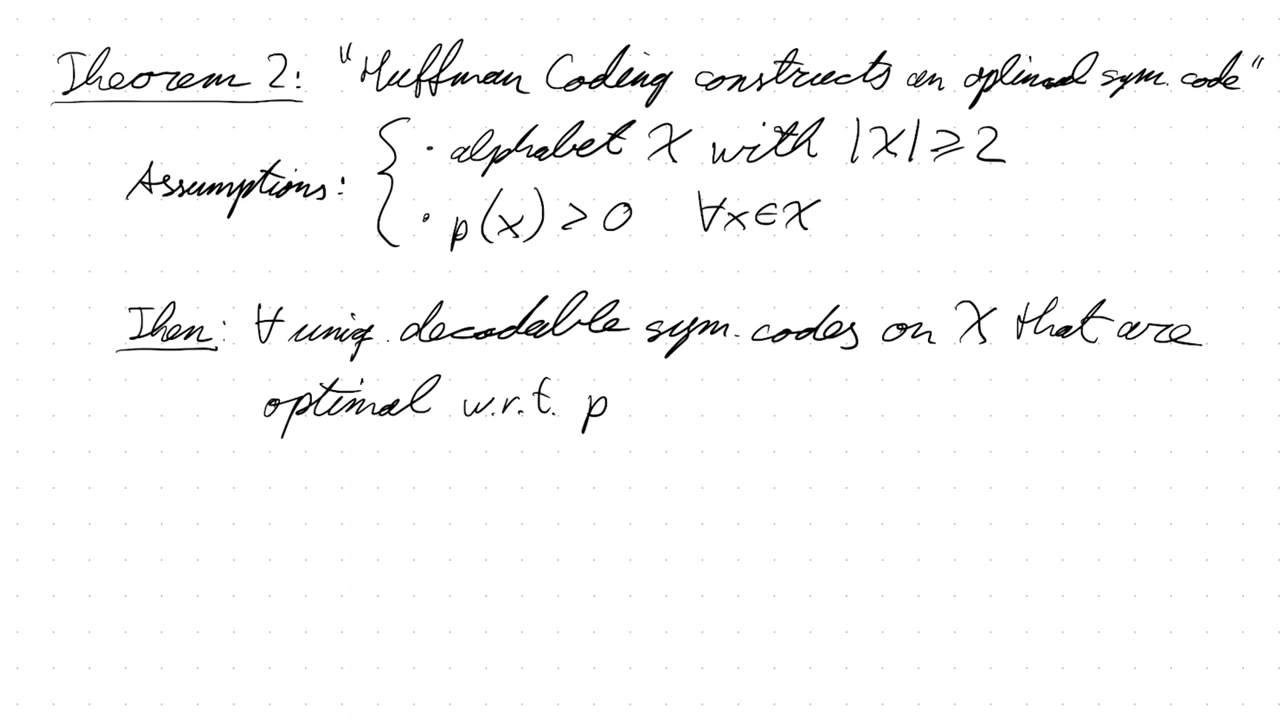 Theorem 2: "Huffman Coding constructs an optimal sym. code"
Assumptions: { · alphabet X with |X| ⩾ 2
· p(x) > 0 ∀x∈X
Then: ∀ uniq. decodable sym. codes on X that are
optimal w.r.t. p